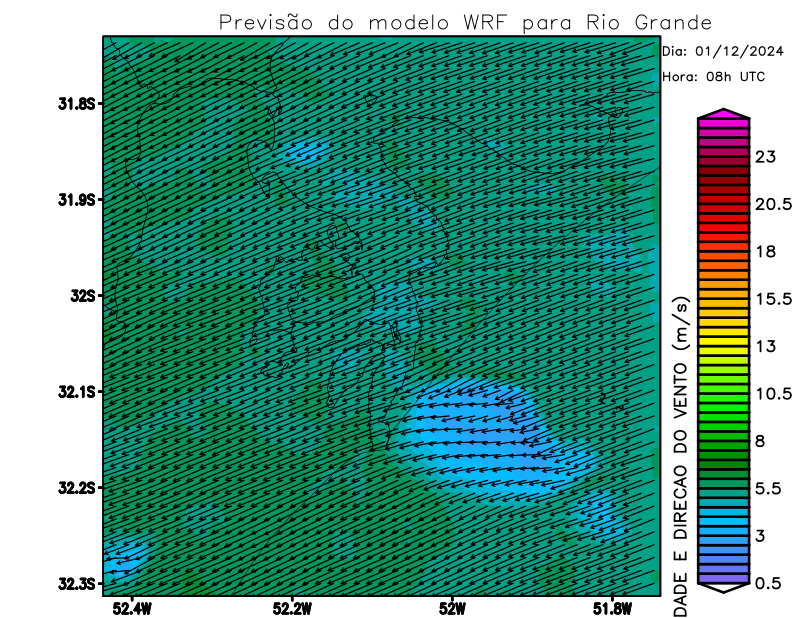 Previsão do modelo WRF para Rio Grande
Dia: 01/12/2024
Hora: 08h UTC
31.8S
31.9S
32S
32.1S
32.2S
32.3S
52.4W
52.2W
52W
51.8W
23
20.5
18
15.5
13
10.5
8
5.5
3
0.5
DADE E DIRECAO DO VENTO (m/s)